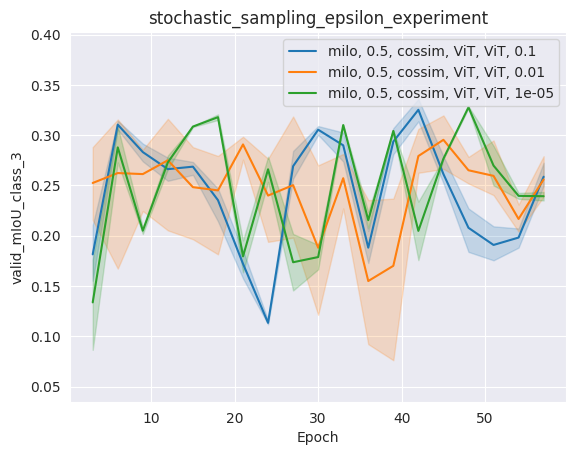 stochastic_sampling_epsilon_experiment
milo, 0.5, cossim, ViT, ViT, 0.1
milo, 0.5, cossim, ViT, ViT, 0.01
milo, 0.5, cossim, ViT, ViT, 1e-05
valid_mIoU_class_3
0.40
0.35
0.30
0.25
0.20
0.15
0.10
0.05
10
20
30
40
50
Epoch